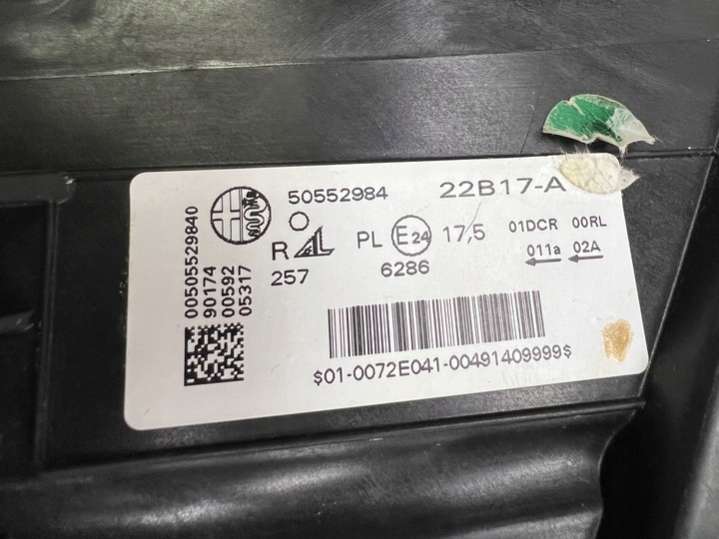 50552984 22B17-A
R AL PL E24 17,5 01DCR 00RL
257 6286 011a 02A
00505529840
90174
00592
05317
$01-0072E041-00491409999$